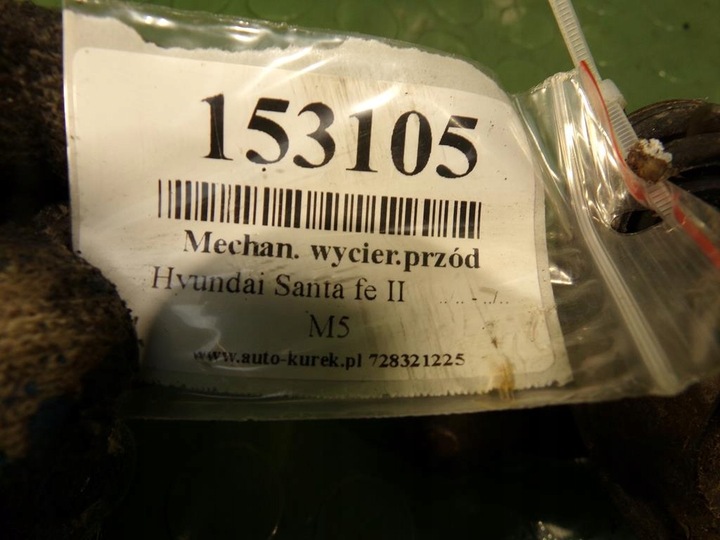 153105
Mechan. wycier.przód
Hyundai Santa fe II ../.. - ../..
M5
www.auto-kurek.pl 728321225